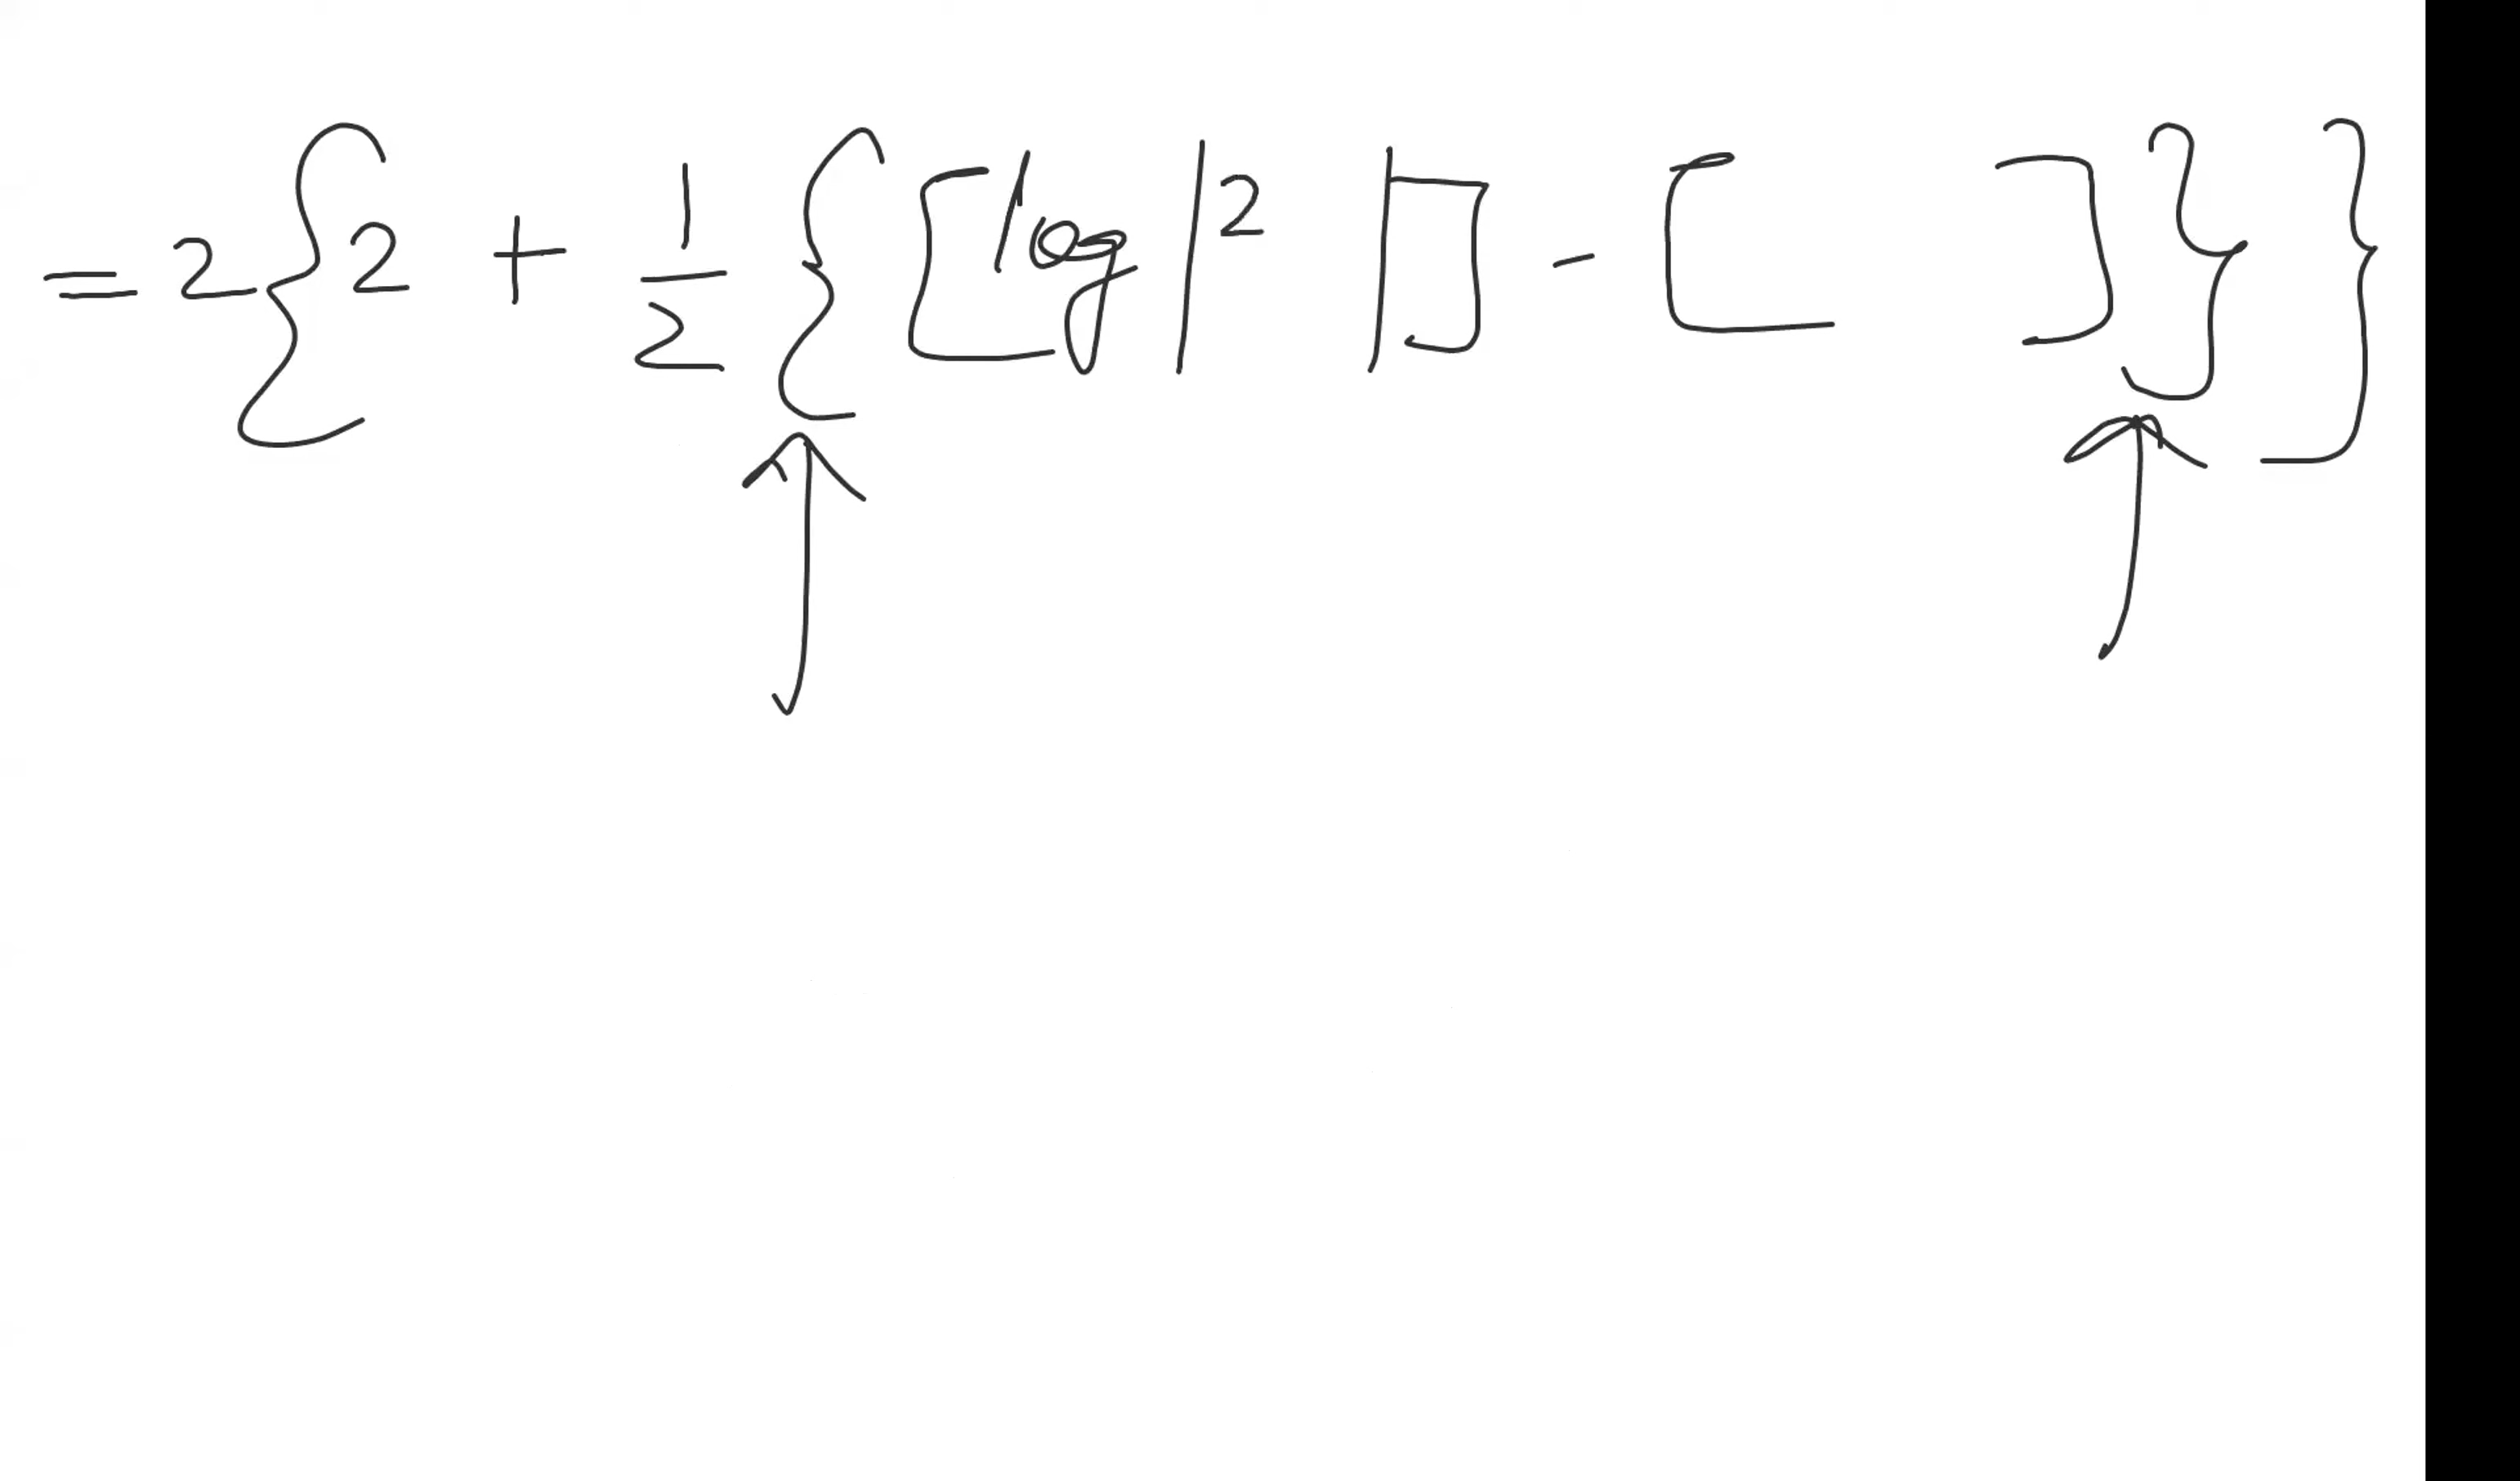 = 2{ 2 + 1/2 { [log |2 |] - [ ] } }